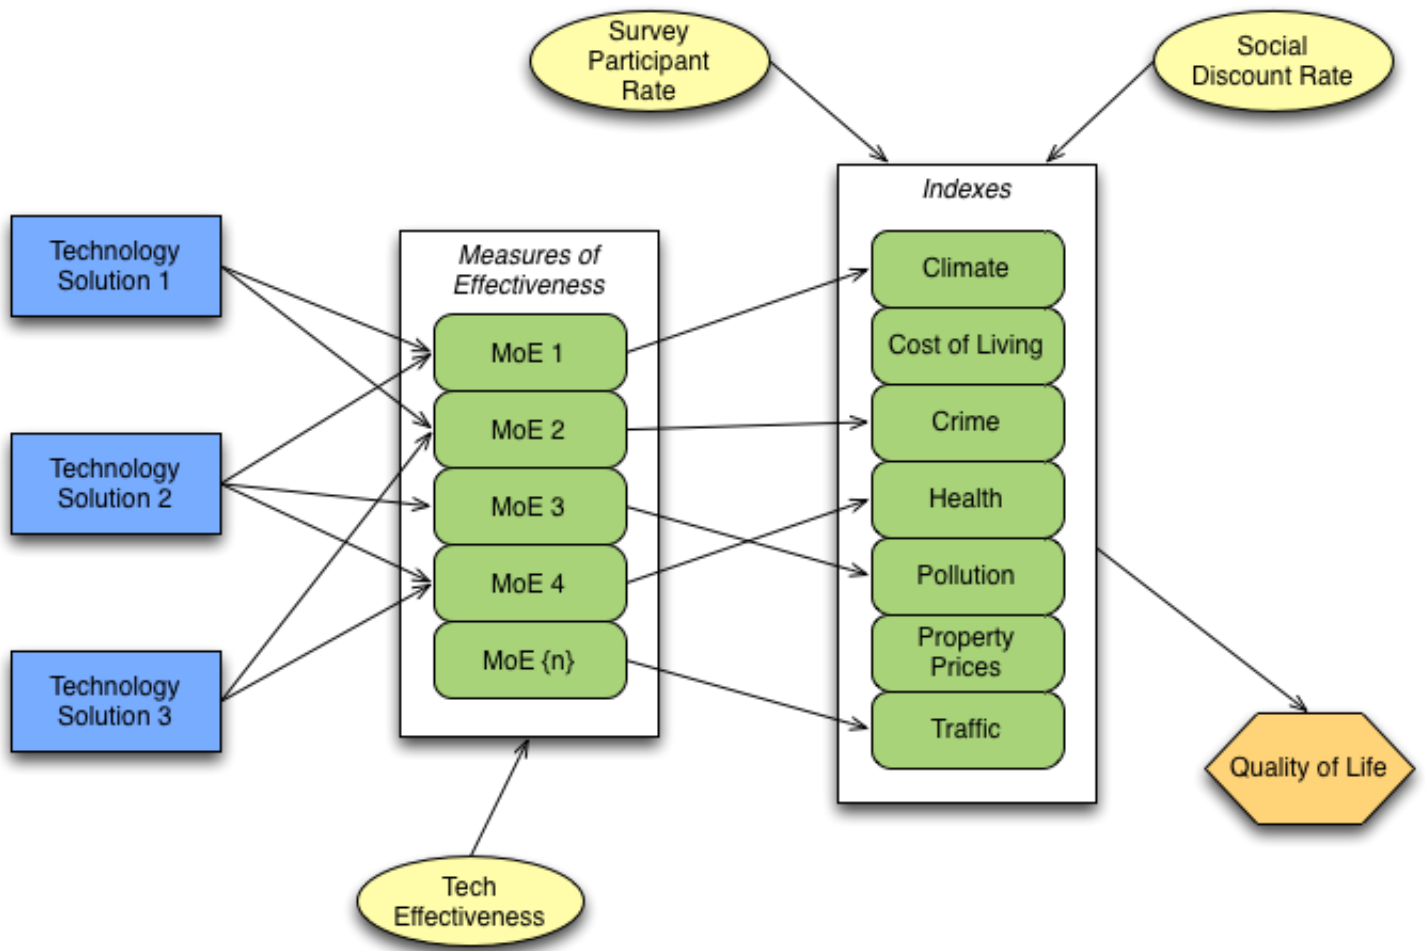 Survey
Participant
Rate
Social
Discount Rate
Indexes
Technology
Solution 1
Measures of
Effectiveness
Climate
MoE 1
Cost of Living
MoE 2
Crime
Technology
Solution 2
MoE 3
Health
MoE 4
Pollution
MoE {n}
Property
Prices
Technology
Solution 3
Traffic
Quality of Life
Tech
Effectiveness